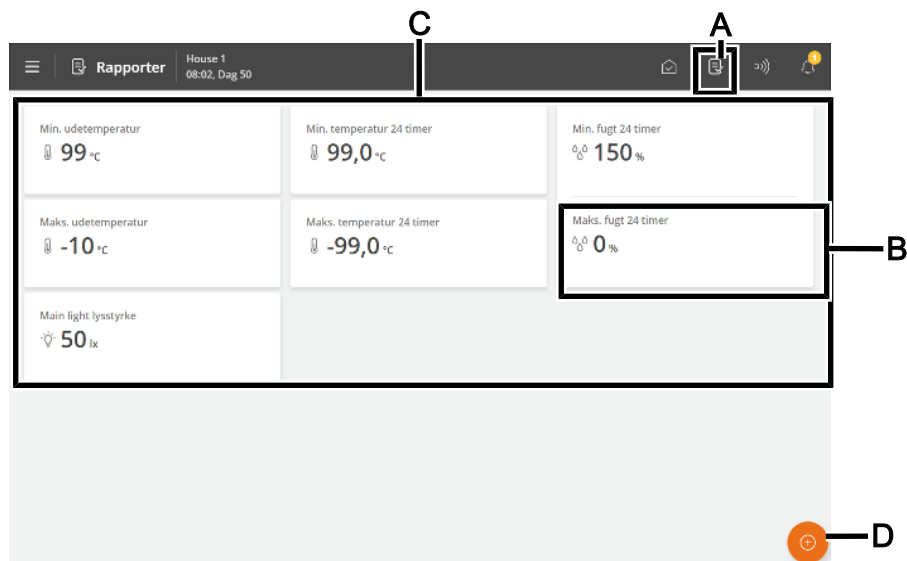 C
A
Rapporter
House 1
08:02, Dag 50
1
Min. udetemperatur
99 °C
Min. temperatur 24 timer
99,0 °C
Min. fugt 24 timer
150 %
Maks. udetemperatur
-10 °C
Maks. temperatur 24 timer
-99,0 °C
Maks. fugt 24 timer
0 %
B
Main light lysstyrke
50 lx
D